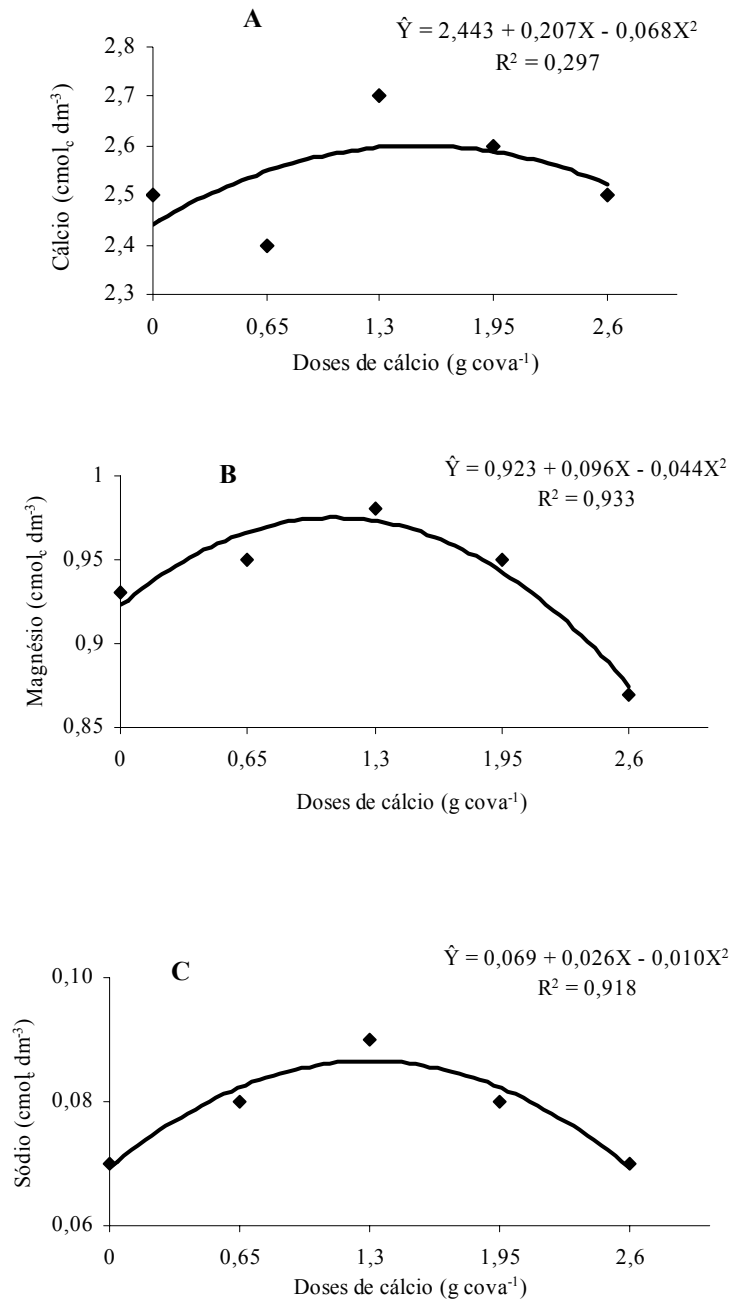 A
Ŷ = 2,443 + 0,207X - 0,068X²
R² = 0,297
2,8
2,7
2,6
2,5
2,4
2,3
Cálcio (cmolc dm⁻³)
0 0,65 1,3 1,95 2,6
Doses de cálcio (g cova⁻¹)
B
Ŷ = 0,923 + 0,096X - 0,044X²
R² = 0,933
1
0,95
0,9
0,85
Magnésio (cmolc dm⁻³)
0 0,65 1,3 1,95 2,6
Doses de cálcio (g cova⁻¹)
C
Ŷ = 0,069 + 0,026X - 0,010X²
R² = 0,918
0,10
0,08
0,06
Sódio (cmolc dm⁻³)
0 0,65 1,3 1,95 2,6
Doses de cálcio (g cova⁻¹)